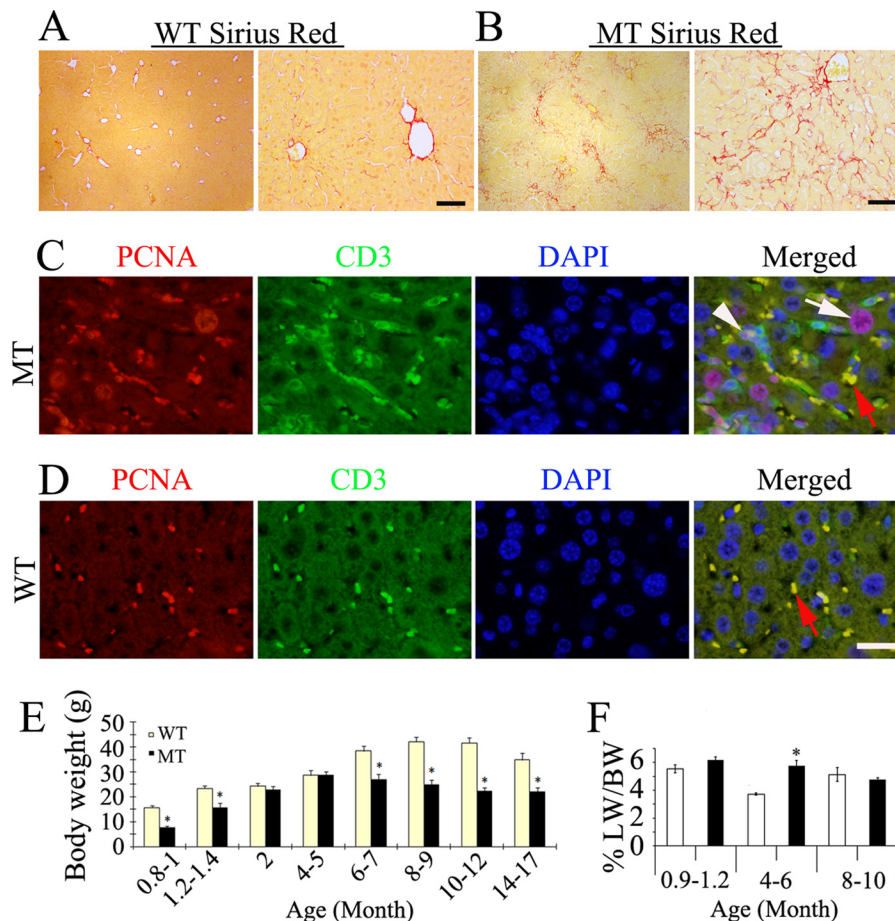 A WT Sirius Red B MT Sirius Red
C PCNA CD3 DAPI Merged
MT
D PCNA CD3 DAPI Merged
WT
E
Body weight (g)
50
40
30
20
10
0
WT
MT
* * * * * *
0.8-1 1.2-1.4 2 4-5 6-7 8-9 10-12 14-17
Age (Month)
F
% LW/BW
6
4
2
0
*
0.9-1.2 4-6 8-10
Age (Month)